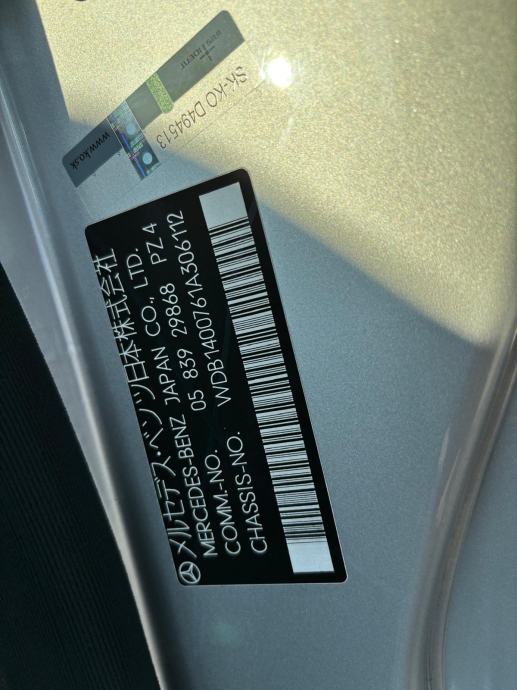 メルセデス・ベンツ日本株式会社
MERCEDES-BENZ JAPAN CO., LTD.
COMM.-NO. 05 839 29868 PZ 4
CHASSIS-NO. WDB1400761A306112
www.ko.sk
SK-KO D494513